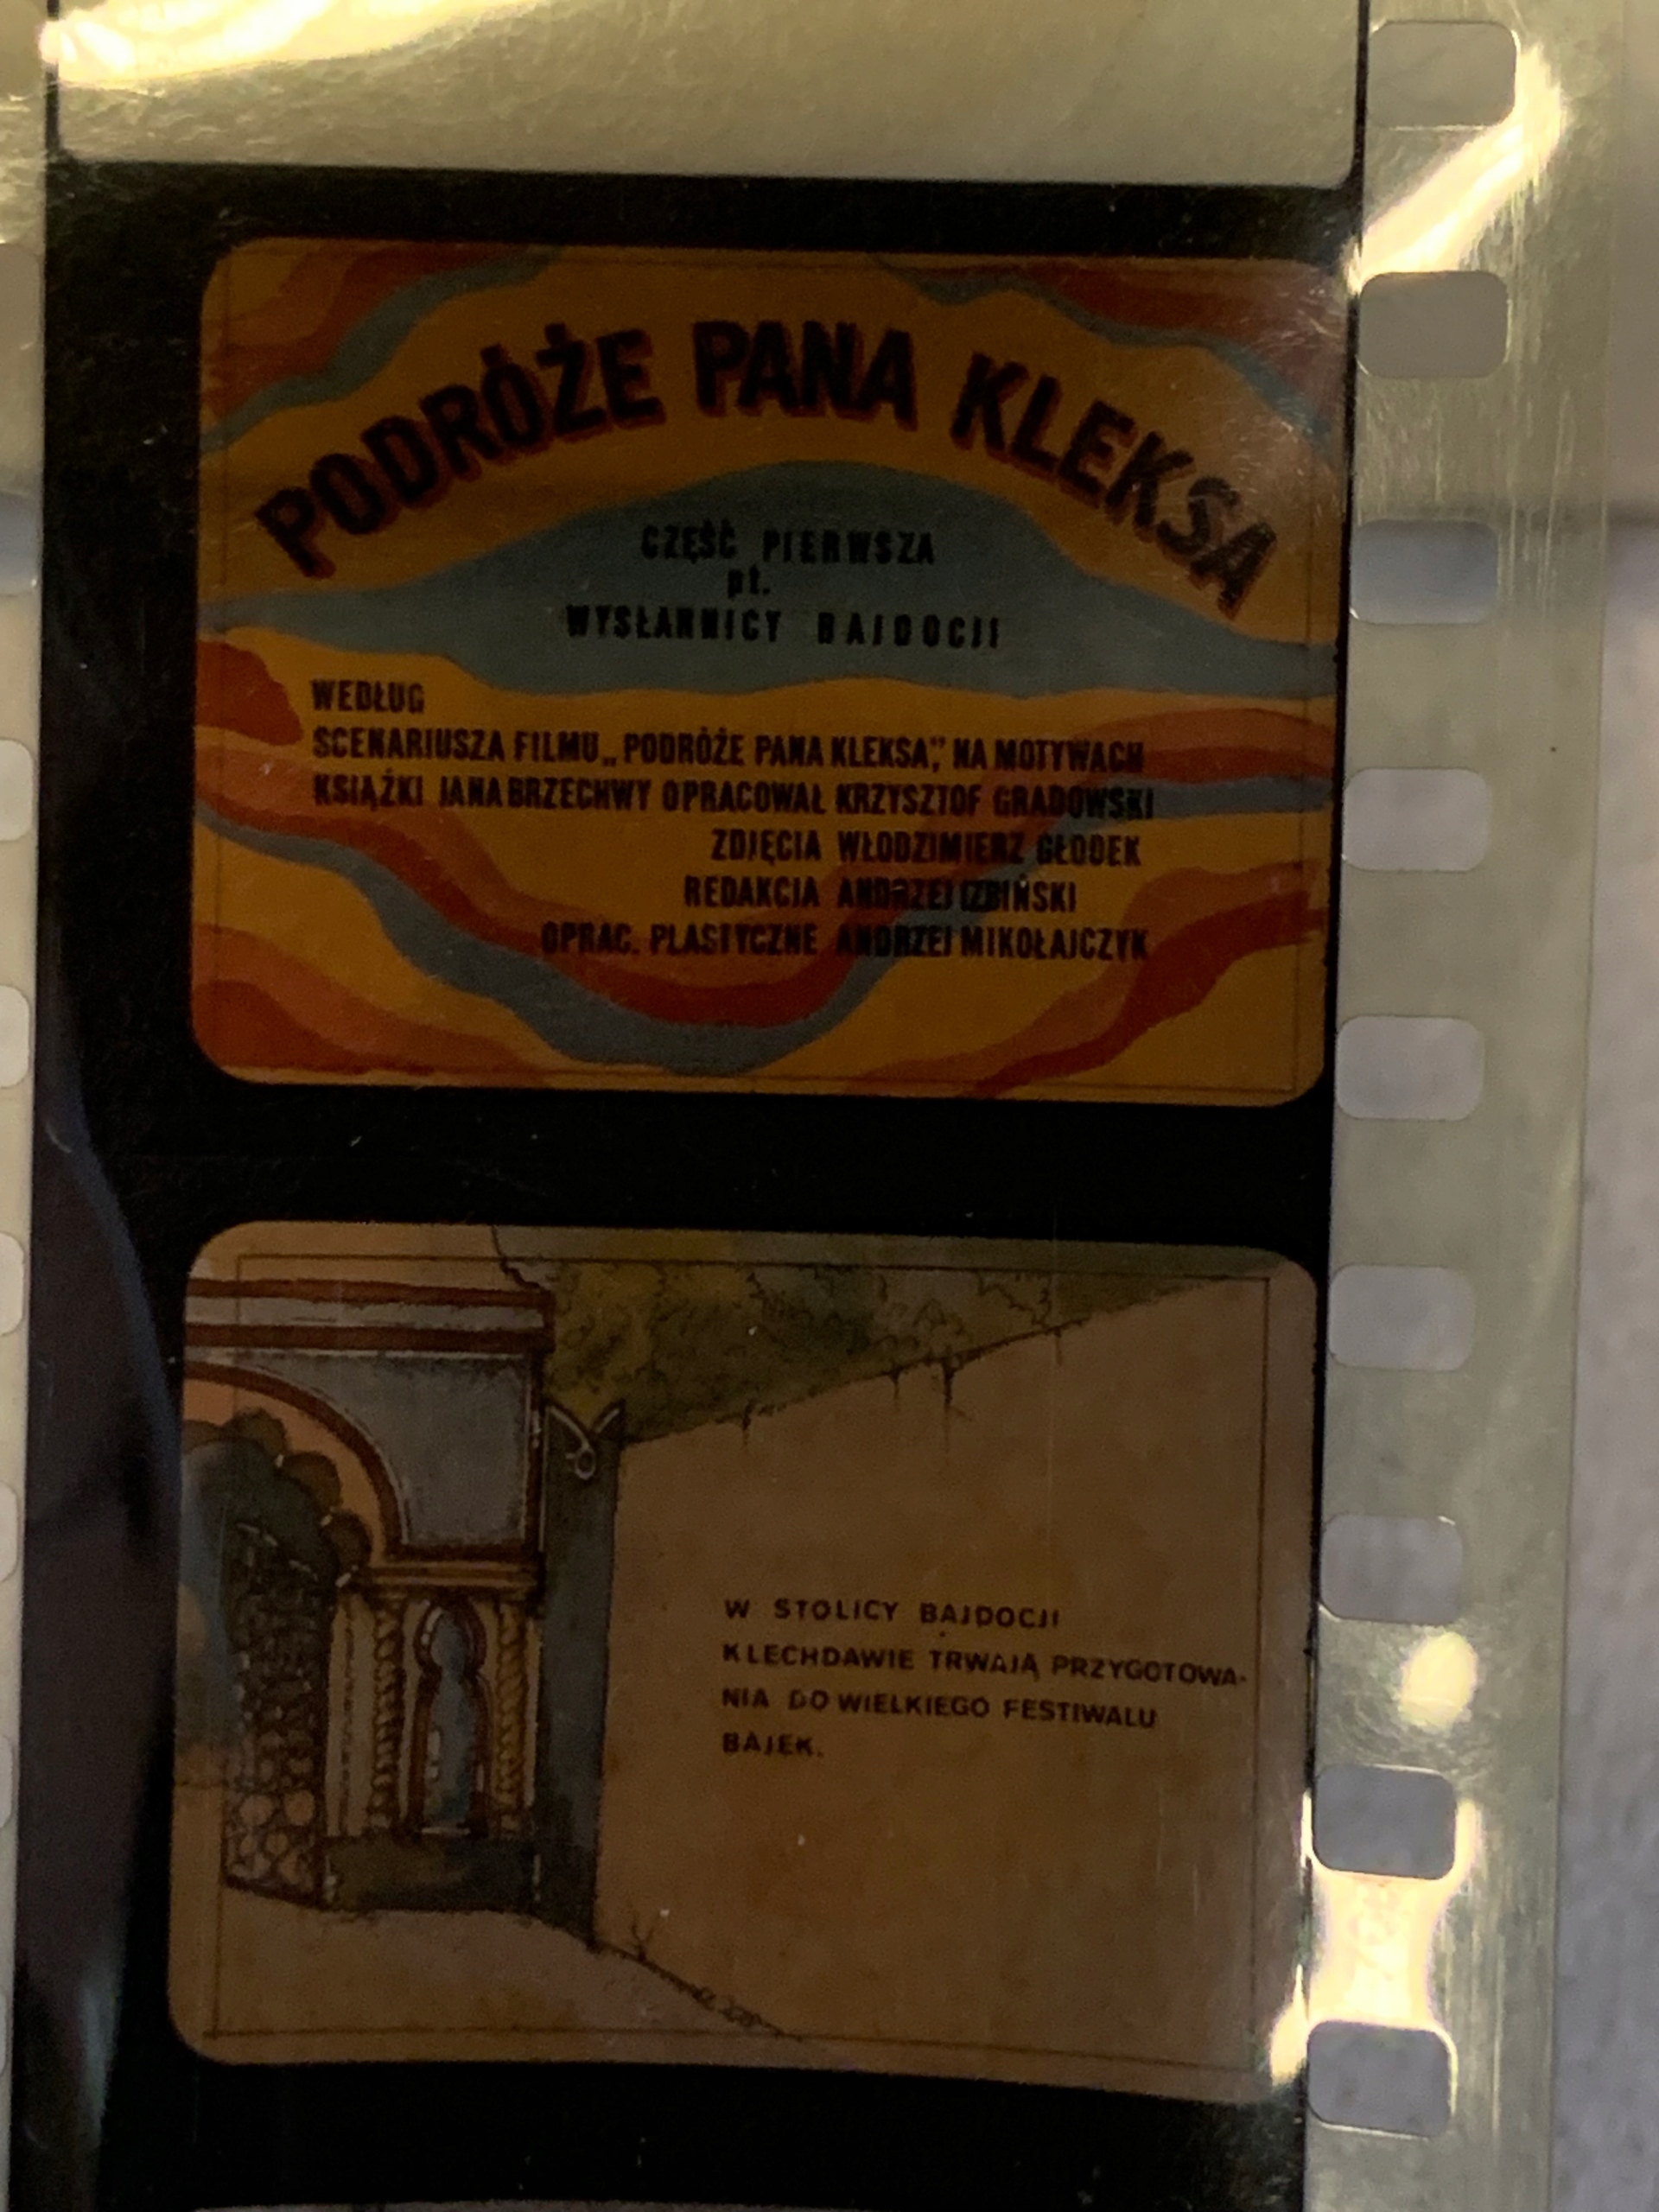 PODRÓŻE PANA KLEKSA
CZĘŚĆ PIERWSZA
pt.
WYSŁANNICY BAJDOCJI
WEDŁUG
SCENARIUSZA FILMU „PODRÓŻE PANA KLEKSA”, NA MOTYWACH
KSIĄŻKI JANA BRZECHWY OPRACOWAŁ KRZYSZTOF GRADOWSKI
ZDJĘCIA WŁODZIMIERZ GŁODEK
REDAKCJA ANDRZEJ IZBIŃSKI
OPRAC. PLASTYCZNE ANDRZEJ MIKOŁAJCZYK
W STOLICY BAJDOCJI
KLECHDAWIE TRWAJĄ PRZYGOTOWA-
NIA DO WIELKIEGO FESTIWALU
BAJEK.